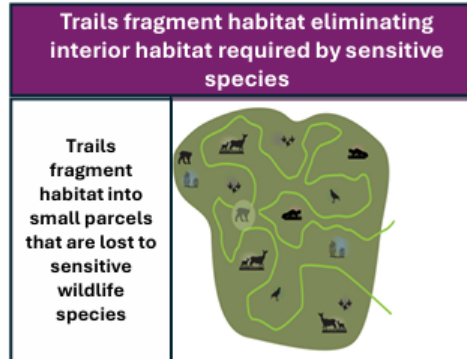 Trails fragment habitat eliminating
interior habitat required by sensitive
species
Trails
fragment
habitat into
small parcels
that are lost to
sensitive
wildlife
species